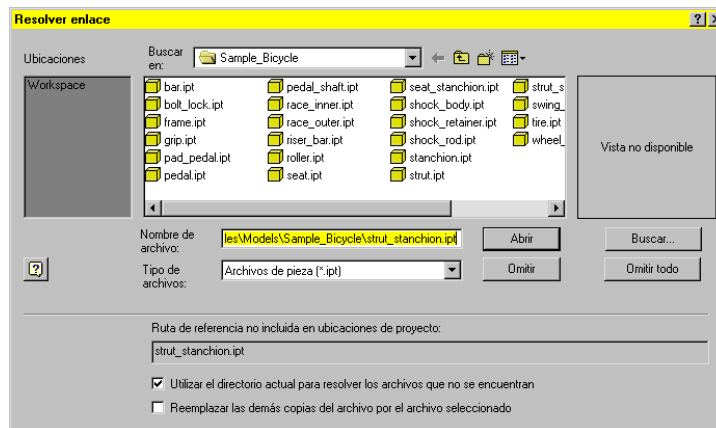 Resolver enlace
Ubicaciones
Buscar en:
Sample_Bicycle
Workspace
bar.ipt
bolt_lock.ipt
frame.ipt
grip.ipt
pad_pedal.ipt
pedal.ipt
pedal_shaft.ipt
race_inner.ipt
race_outer.ipt
riser_bar.ipt
roller.ipt
seat.ipt
seat_stanchion.ipt
shock_body.ipt
shock_retainer.ipt
shock_rod.ipt
stanchion.ipt
strut.ipt
strut_s
swing_
tire.ipt
wheel_
Vista no disponible
Nombre de archivo:
les\Models\Sample_Bicycle\strut_stanchion.ipt
Abrir
Buscar...
Tipo de archivos:
Archivos de pieza (*.ipt)
Omitir
Omitir todo
Ruta de referencia no incluida en ubicaciones de proyecto:
strut_stanchion.ipt
Utilizar el directorio actual para resolver los archivos que no se encuentran
Reemplazar las demás copias del archivo por el archivo seleccionado